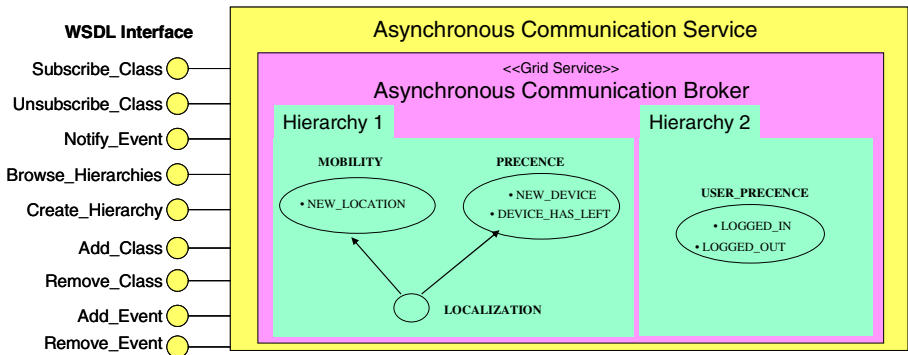 WSDL Interface
Subscribe_Class
Unsubscribe_Class
Notify_Event
Browse_Hierarchies
Create_Hierarchy
Add_Class
Remove_Class
Add_Event
Remove_Event
Asynchronous Communication Service
<<Grid Service>>
Asynchronous Communication Broker
Hierarchy 1
MOBILITY
• NEW_LOCATION
PRECENCE
• NEW_DEVICE
• DEVICE_HAS_LEFT
LOCALIZATION
Hierarchy 2
USER_PRECENCE
• LOGGED_IN
• LOGGED_OUT